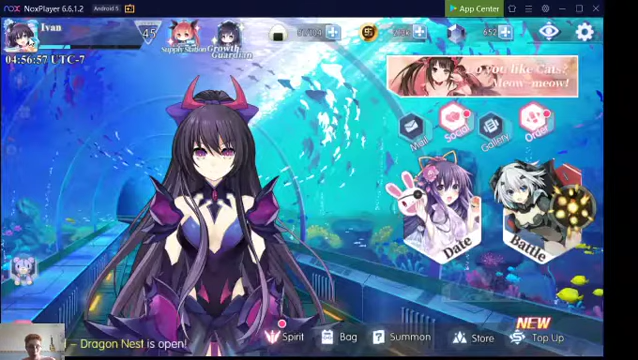 NoxPlayer 6.6.1.2
Android 5
App Center
Ivan
45
Supply Station
Growth
Guardian
652
04:56:57 UTC-7
you like Cats?
Meow-meow!
Mail
Social
Gallery
Order
Date
Battle
NEW
Dragon Nest is open!
Spirit
Bag
Summon
Store
Top Up